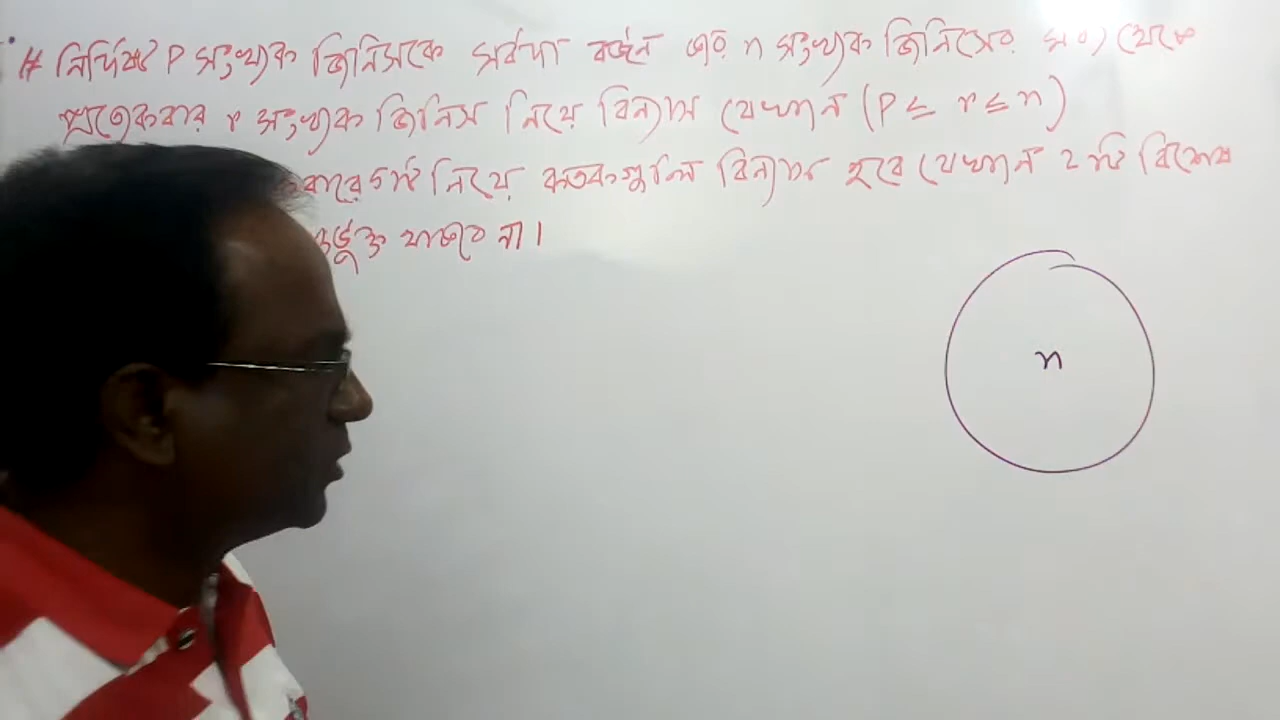 # নির্দিষ্ট P সংখ্যক জিনিসকে সর্বদা বর্জন করে n সংখ্যক জিনিসের মধ্য থেকে
প্রত্যেকবার r সংখ্যক জিনিস নিয়ে বিন্যাস যেখানে (P ≤ r ≤ n)
বারে টি নিয়ে কতকগুলি বিন্যাস হবে যেখানে 2 টি বিশেষ
থাকবে না।
n